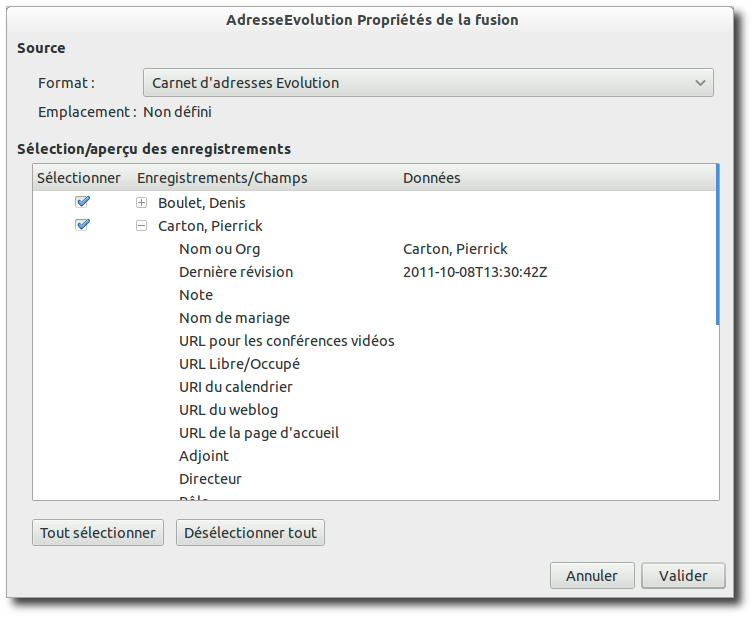 AdresseEvolution Propriétés de la fusion
Source
Format : Carnet d'adresses Evolution
Emplacement : Non défini
Sélection/aperçu des enregistrements
Sélectionner Enregistrements/Champs Données
Boulet, Denis
Carton, Pierrick
Nom ou Org Carton, Pierrick
Dernière révision 2011-10-08T13:30:42Z
Note
Nom de mariage
URL pour les conférences vidéos
URL Libre/Occupé
URI du calendrier
URL du weblog
URL de la page d'accueil
Adjoint
Directeur
Rôle
Tout sélectionner Désélectionner tout
Annuler Valider